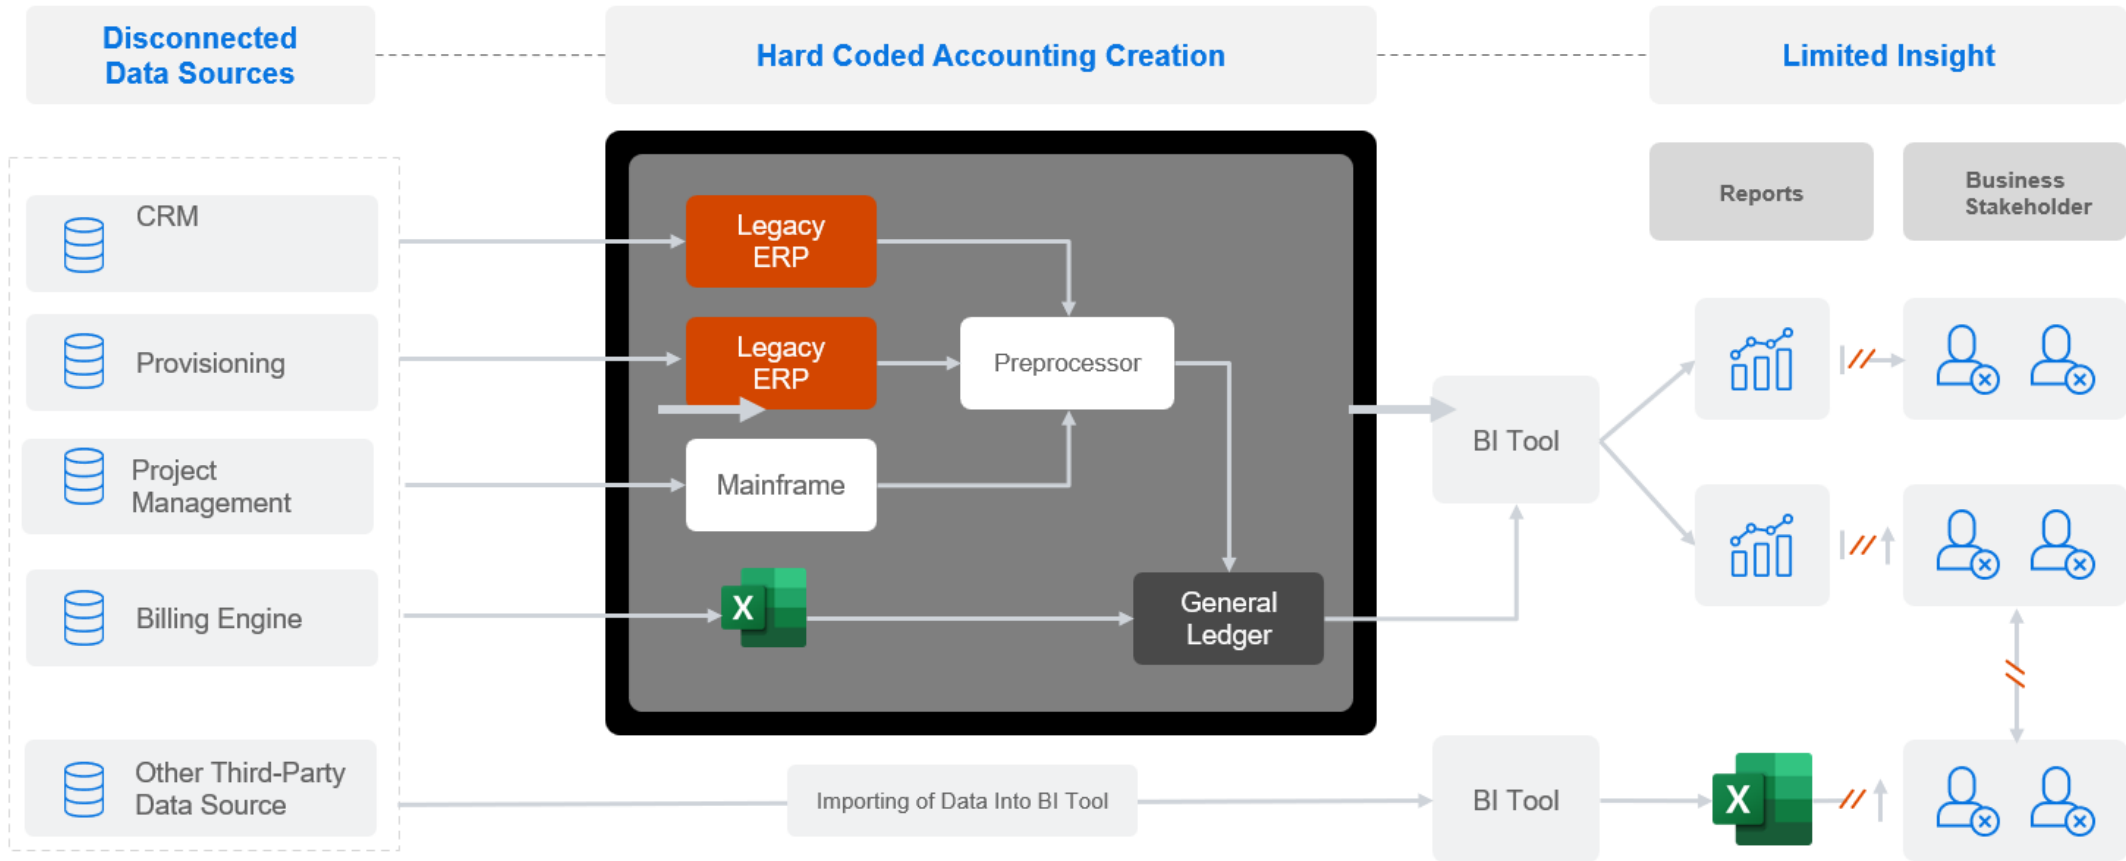 Disconnected
Data Sources
Hard Coded Accounting Creation
Limited Insight
Reports
Business
Stakeholder
CRM
Legacy
ERP
Provisioning
Legacy
ERP
Preprocessor
BI Tool
Project
Management
Mainframe
Billing Engine
X
General
Ledger
Other Third-Party
Data Source
Importing of Data Into BI Tool
BI Tool
X